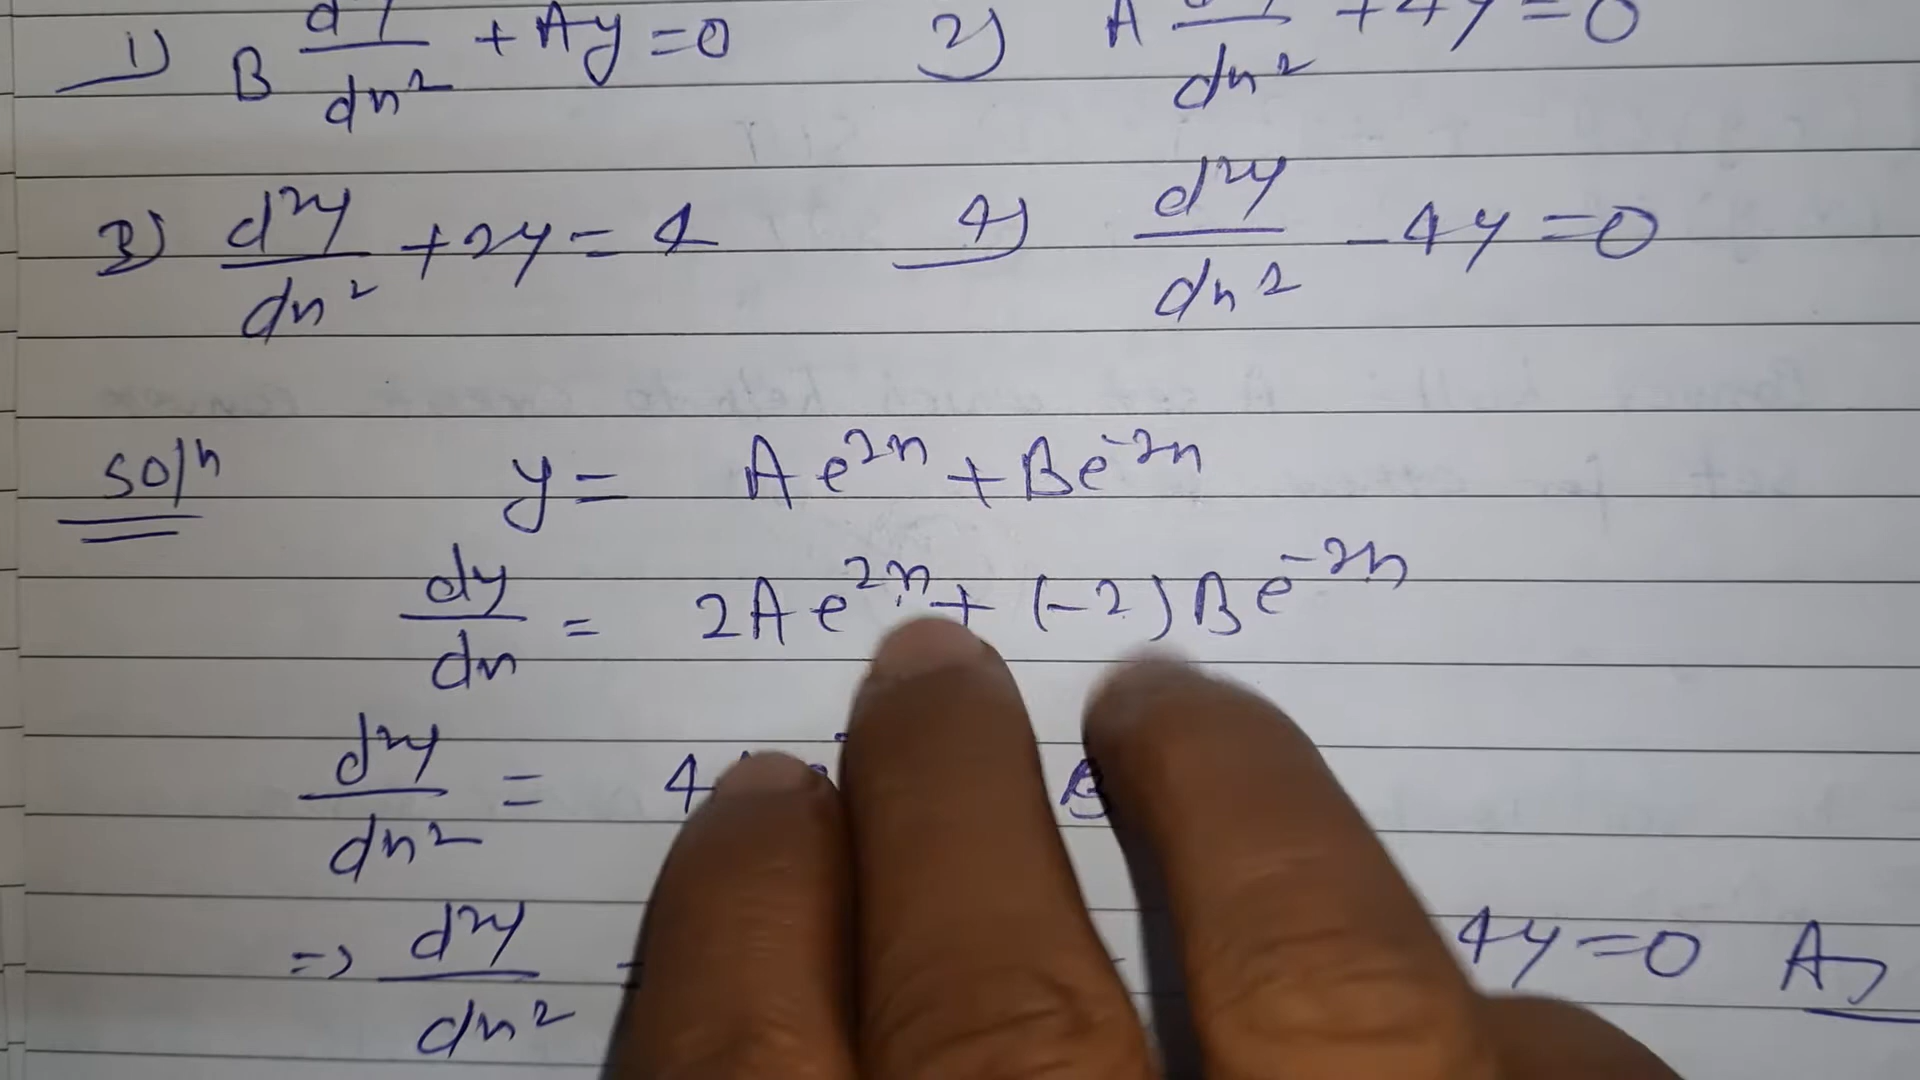 1) B d²y/dx² + Ay = 0 2) A d²y/dx² + 4y = 0
3) d²y/dx² + 2y = 4 4) d²y/dx² - 4y = 0
Soln y = Ae^2x + Be^-2x
dy/dx = 2Ae^2x + (-2)Be^-2x
d²y/dx² = 4 B
=> d²y/dx² 4y = 0 A